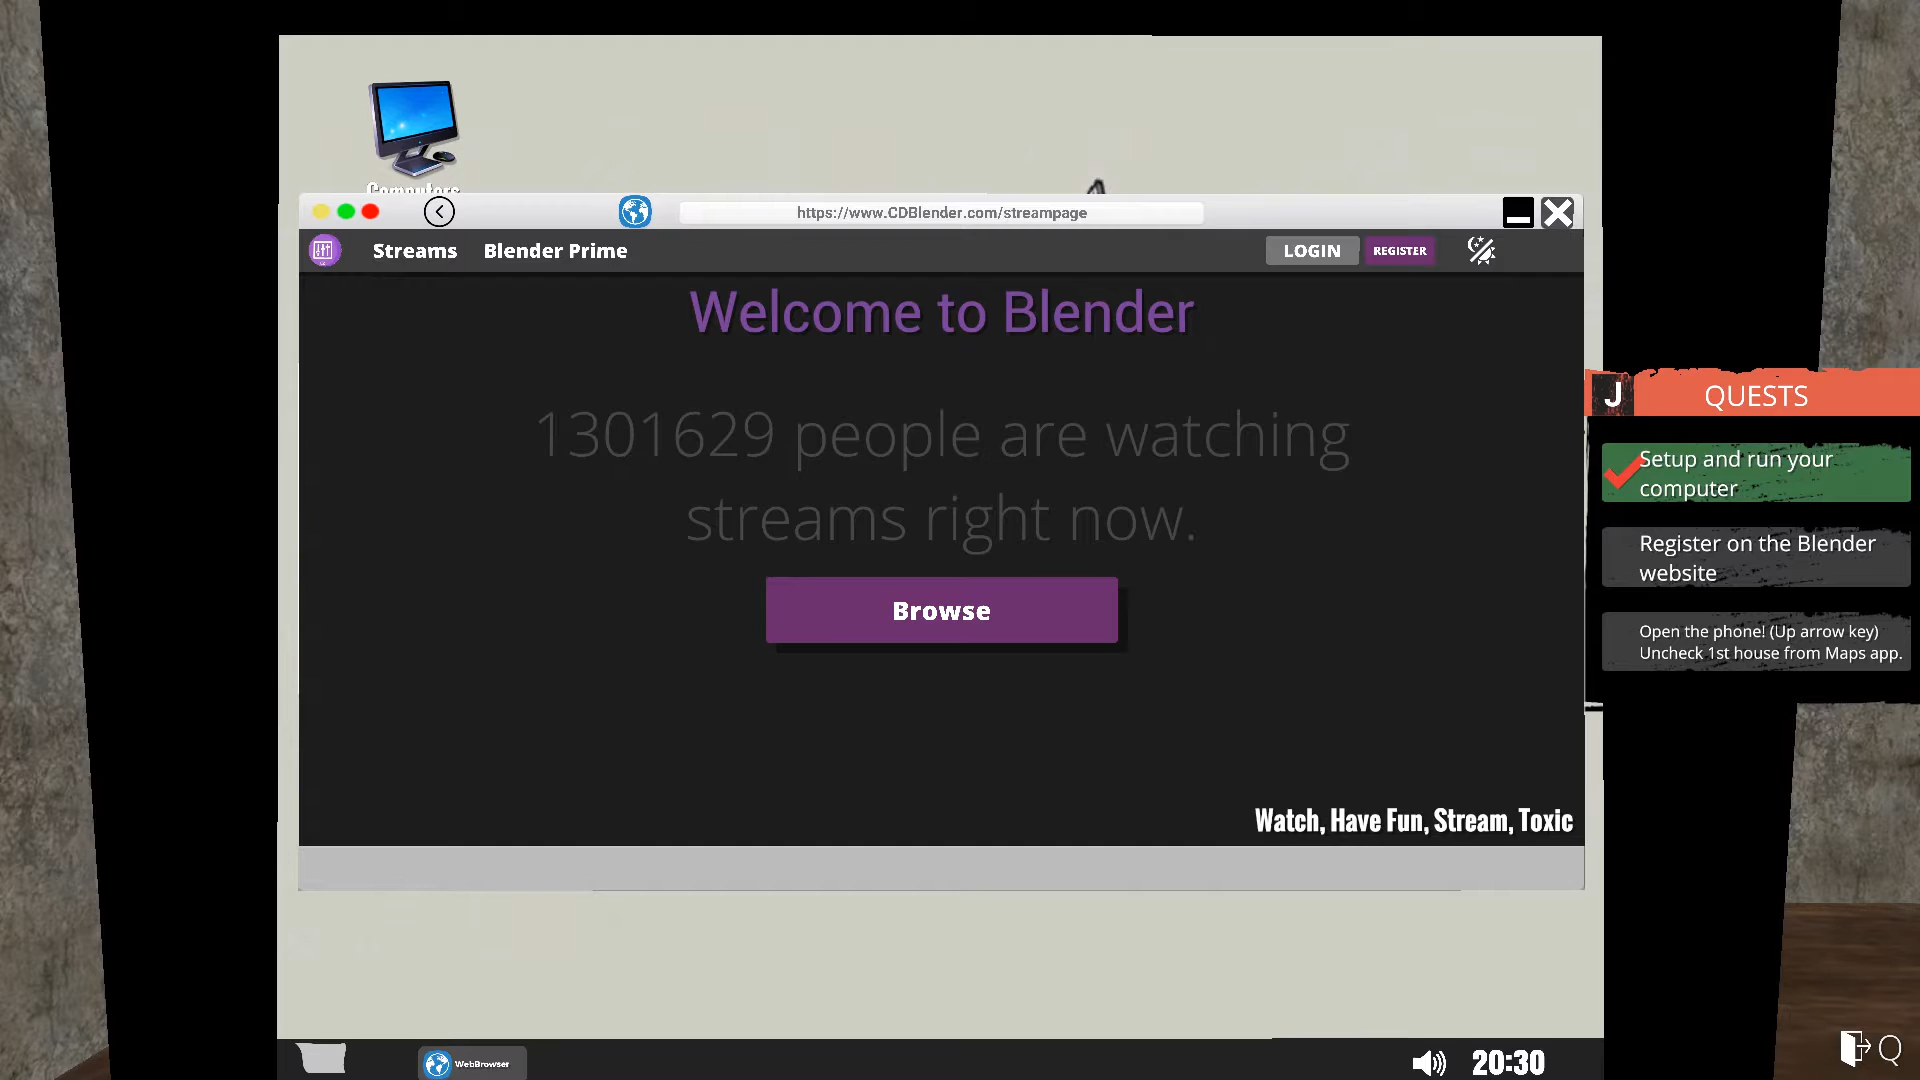 Computers
https://www.CDBlender.com/streampage
Streams Blender Prime LOGIN REGISTER
Welcome to Blender
1301629 people are watching
streams right now.
Browse
Watch, Have Fun, Stream, Toxic
J QUESTS
Setup and run your
computer
Register on the Blender
website
Open the phone! (Up arrow key)
Uncheck 1st house from Maps app.
WebBrowser
20:30
Q